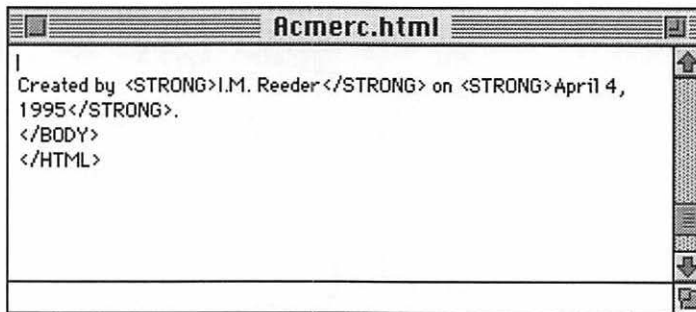 Acmerc.html
Created by <STRONG>I.M. Reeder</STRONG> on <STRONG>April 4,
1995</STRONG>.
</BODY>
</HTML>